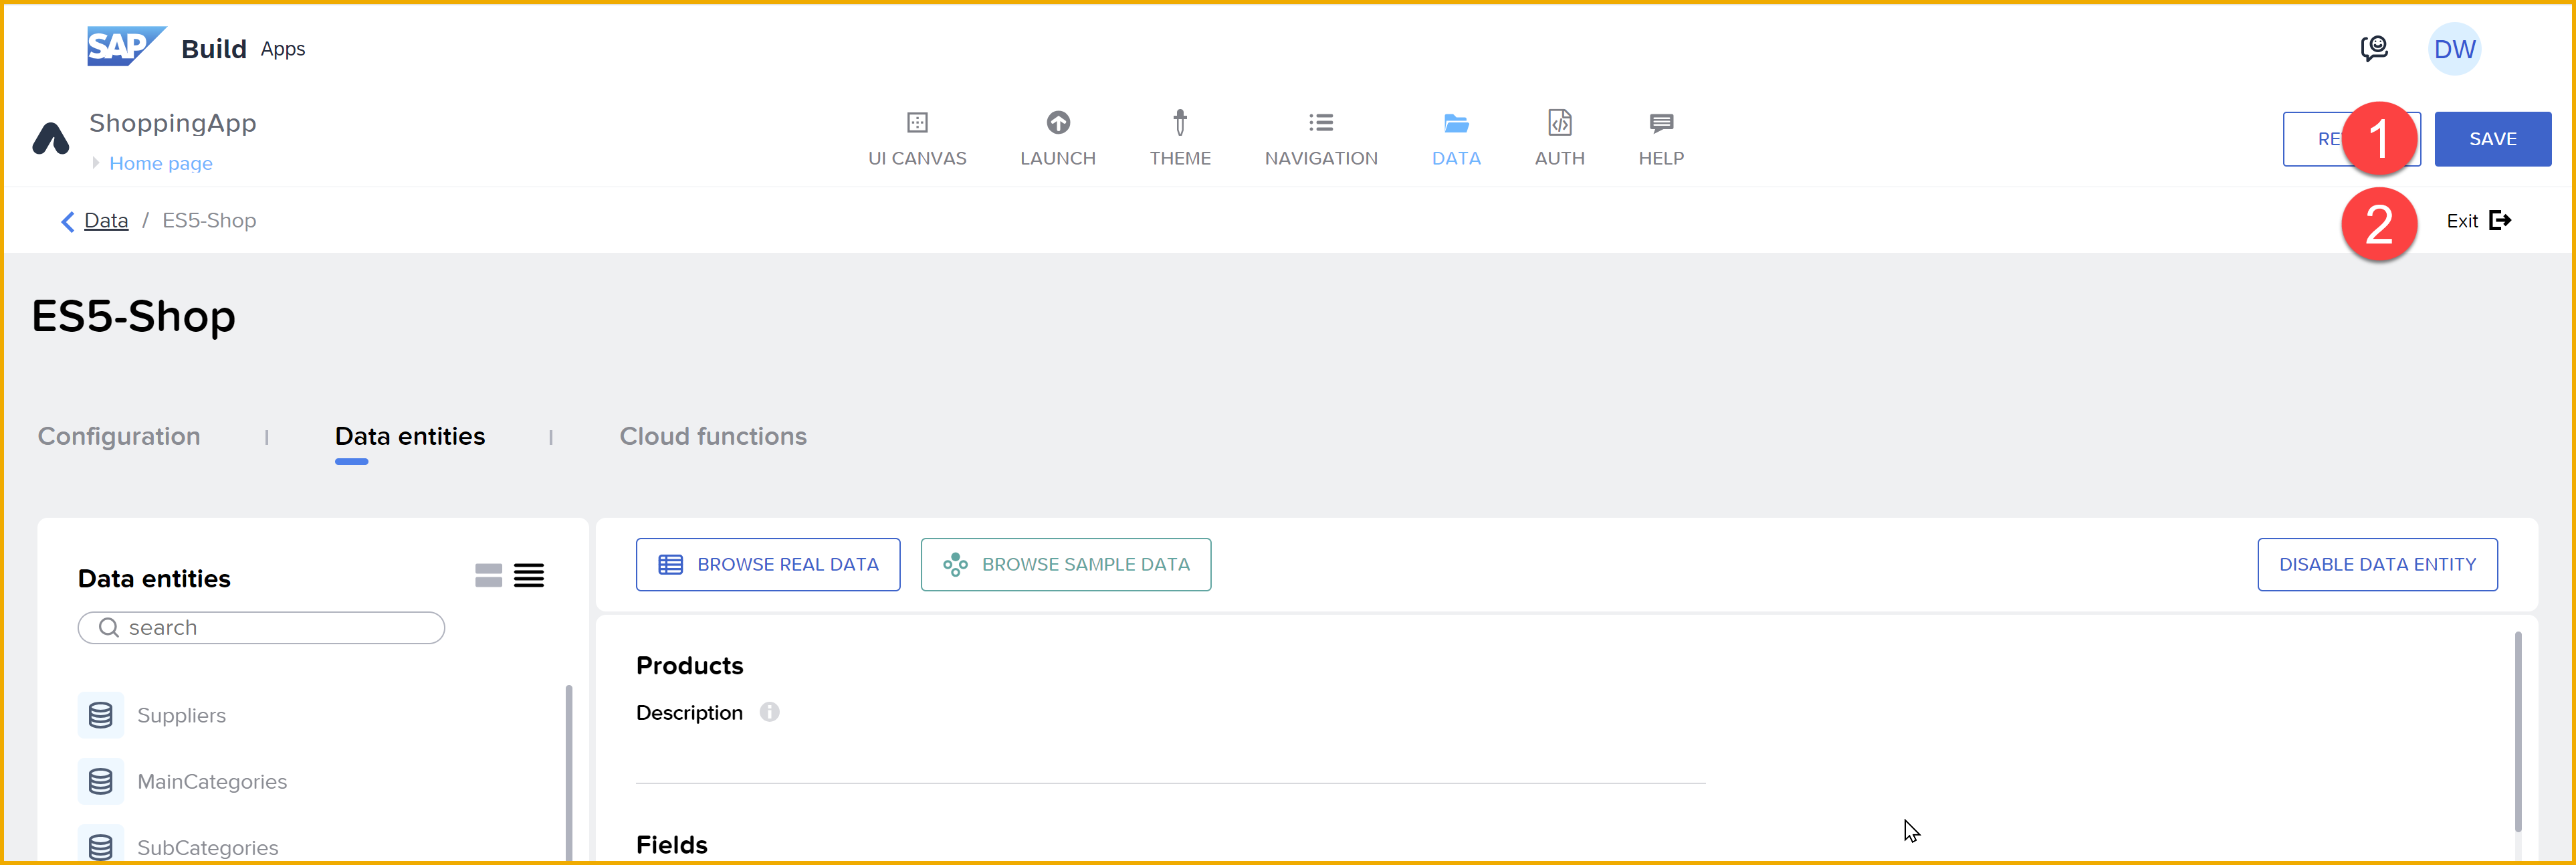 SAP Build Apps
DW
ShoppingApp
Home page
UI CANVAS
LAUNCH
THEME
NAVIGATION
DATA
AUTH
HELP
1
SAVE
Data / ES5-Shop
2
Exit
ES5-Shop
Configuration
Data entities
Cloud functions
Data entities
search
Suppliers
MainCategories
SubCategories
BROWSE REAL DATA
BROWSE SAMPLE DATA
DISABLE DATA ENTITY
Products
Description
Fields